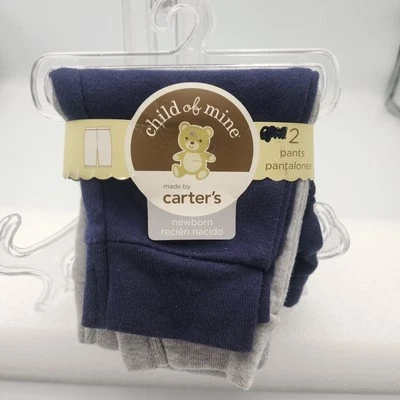 child of mine
made by
carter's
newborn
recién nacido
2
pants
pantalones